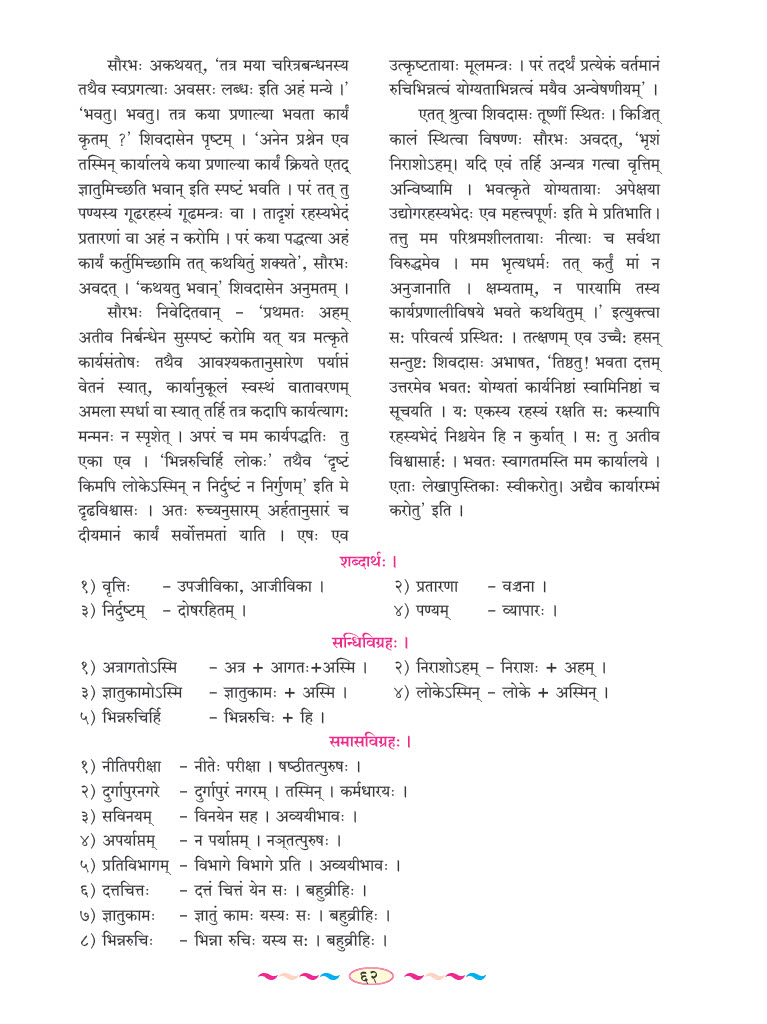 सौरभः अकथयत्, 'तत्र मया चरित्रबन्धनस्य
तथैव स्वप्रगत्याः अवसरः लब्धः इति अहं मन्ये ।'
'भवतु। भवतु। तत्र कया प्रणाल्या भवता कार्यं
कृतम् ?' शिवदासेन पृष्टम् । 'अनेन प्रश्नेन एव
तस्मिन् कार्यालये कया प्रणाल्या कार्यं क्रियते एतद्
ज्ञातुमिच्छति भवान् इति स्पष्टं भवति । परं तत् तु
पण्यस्य गूढरहस्यं गूढमन्त्रः वा । तादृशं रहस्यभेदं
प्रतारणां वा अहं न करोमि । परं कया पद्धत्या अहं
कार्यं कर्तुमिच्छामि तत् कथयितुं शक्यते', सौरभः
अवदत् । 'कथयतु भवान्' शिवदासेन अनुमतम् ।
सौरभः निवेदितवान् - 'प्रथमतः अहम्
अतीव निर्बन्धेन सुस्पष्टं करोमि यत् यत्र मत्कृते
कार्यसंतोषः तथैव आवश्यकतानुसारेण पर्याप्तं
वेतनं स्यात्, कार्यानुकूलं स्वस्थं वातावरणम्
अमला स्पर्धा वा स्यात् तर्हि तत्र कदापि कार्यत्यागः
मन्मनः न स्पृशेत् । अपरं च मम कार्यपद्धतिः तु
एका एव । 'भिन्नरुचिर्हि लोकः' तथैव 'दृष्टं
किमपि लोकेऽस्मिन् न निर्दुष्टं न निर्गुणम्' इति मे
दृढविश्वासः । अतः रुच्यनुसारम् अर्हतानुसारं च
दीयमानं कार्यं सर्वोत्तमतां याति । एषः एव
उत्कृष्टतायाः मूलमन्त्रः । परं तदर्थं प्रत्येकं वर्तमानं
रुचिभिन्नत्वं योग्यताभिन्नत्वं मयैव अन्वेषणीयम्' ।
एतत् श्रुत्वा शिवदासः तूष्णीं स्थितः । किञ्चित्
कालं स्थित्वा विषण्णः सौरभः अवदत्, 'भृशं
निराशोऽहम्। यदि एवं तर्हि अन्यत्र गत्वा वृत्तिम्
अन्विष्यामि । भवत्कृते योग्यतायाः अपेक्षया
उद्योगरहस्यभेदः एव महत्त्वपूर्णः इति मे प्रतिभाति।
तत्तु मम परिश्रमशीलतायाः नीत्याः च सर्वथा
विरुद्धमेव । मम भृत्यधर्मः तत् कर्तुं मां न
अनुजानाति । क्षम्यताम्, न पारयामि तस्य
कार्यप्रणालीविषये भवते कथयितुम् ।' इत्युक्त्वा
सः परिवर्त्य प्रस्थितः । तत्क्षणम् एव उच्चैः हसन्
सन्तुष्टः शिवदासः अभाषत, 'तिष्ठतु! भवता दत्तम्
उत्तरमेव भवतः योग्यतां कार्यनिष्ठां स्वामिनिष्ठां च
सूचयति । यः एकस्य रहस्यं रक्षति सः कस्यापि
रहस्यभेदं निश्चयेन हि न कुर्यात् । सः तु अतीव
विश्वासार्हः । भवतः स्वागतमस्ति मम कार्यालये ।
एताः लेखापुस्तिकाः स्वीकरोतु। अद्यैव कार्यारम्भं
करोतु' इति ।
शब्दार्थः ।
१) वृत्तिः - उपजीविका, आजीविका । २) प्रतारणा - वञ्चना ।
३) निर्दुष्टम् - दोषरहितम् । ४) पण्यम् - व्यापारः ।
सन्धिविग्रहः ।
१) अत्रागतोऽस्मि - अत्र + आगतः+अस्मि । २) निराशोऽहम् - निराशः + अहम् ।
३) ज्ञातुकामोऽस्मि - ज्ञातुकामः + अस्मि । ४) लोकेऽस्मिन् - लोके + अस्मिन् ।
५) भिन्नरुचिर्हि - भिन्नरुचिः + हि ।
समासविग्रहः ।
१) नीतिपरीक्षा - नीतेः परीक्षा । षष्ठीतत्पुरुषः ।
२) दुर्गापुरनगरे - दुर्गापुरं नगरम् । तस्मिन् । कर्मधारयः ।
३) सविनयम् - विनयेन सह । अव्ययीभावः ।
४) अपर्याप्तम् - न पर्याप्तम् । नञ्तत्पुरुषः ।
५) प्रतिविभागम् - विभागे विभागे प्रति । अव्ययीभावः ।
६) दत्तचित्तः - दत्तं चित्तं येन सः । बहुव्रीहिः ।
७) ज्ञातुकामः - ज्ञातुं कामः यस्यः सः । बहुव्रीहिः ।
८) भिन्नरुचिः - भिन्ना रुचिः यस्य सः । बहुव्रीहिः ।
६२